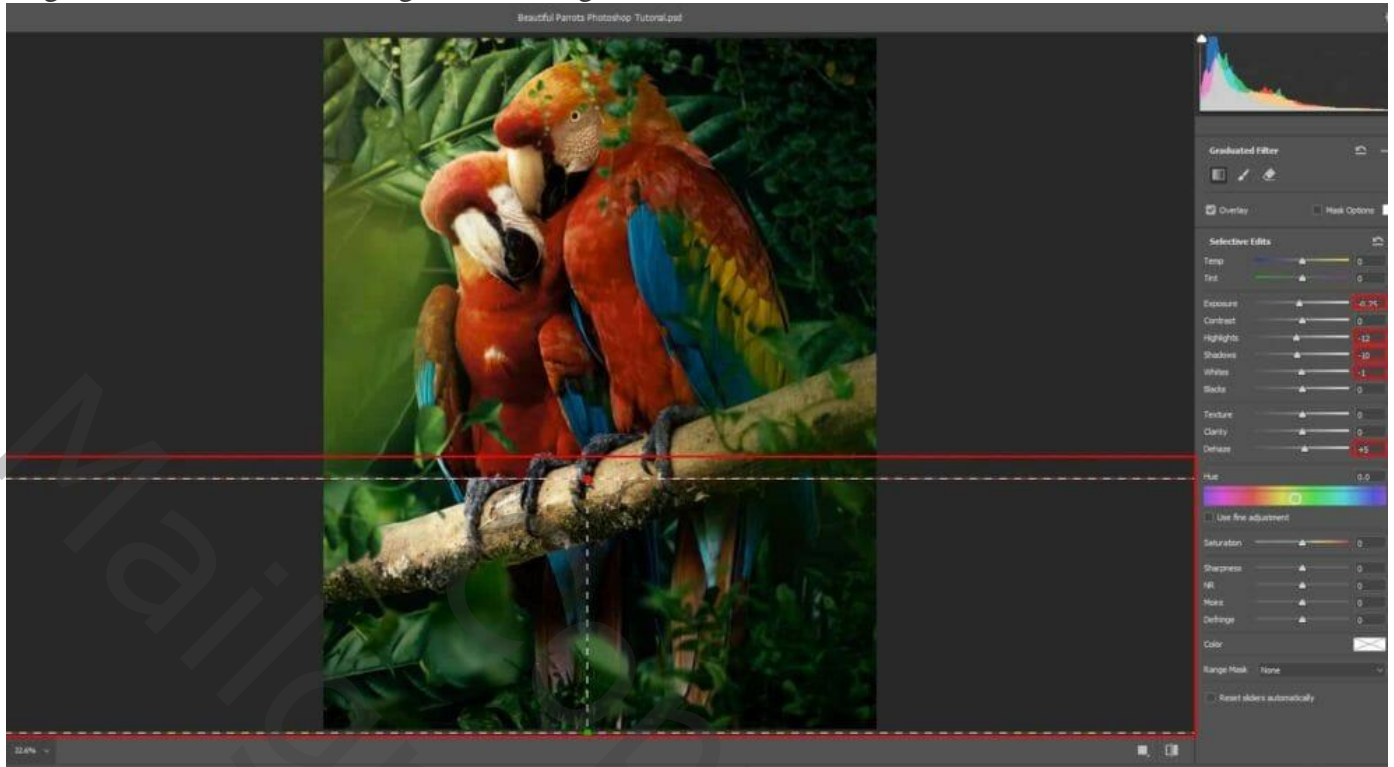 Beautiful Parrots Photoshop Tutorial.psd
Graduated Filter
Overlay Mask Options
Selective Edits
Temp 0
Tint 0
Exposure -0.25
Contrast 0
Highlights -12
Shadows -10
Whites -1
Blacks 0
Texture 0
Clarity 0
Dehaze +5
Hue 0.0
Use fine adjustment
Saturation 0
Sharpness 0
NR 0
Moire 0
Defringe 0
Color
Range Mask None
Reset sliders automatically